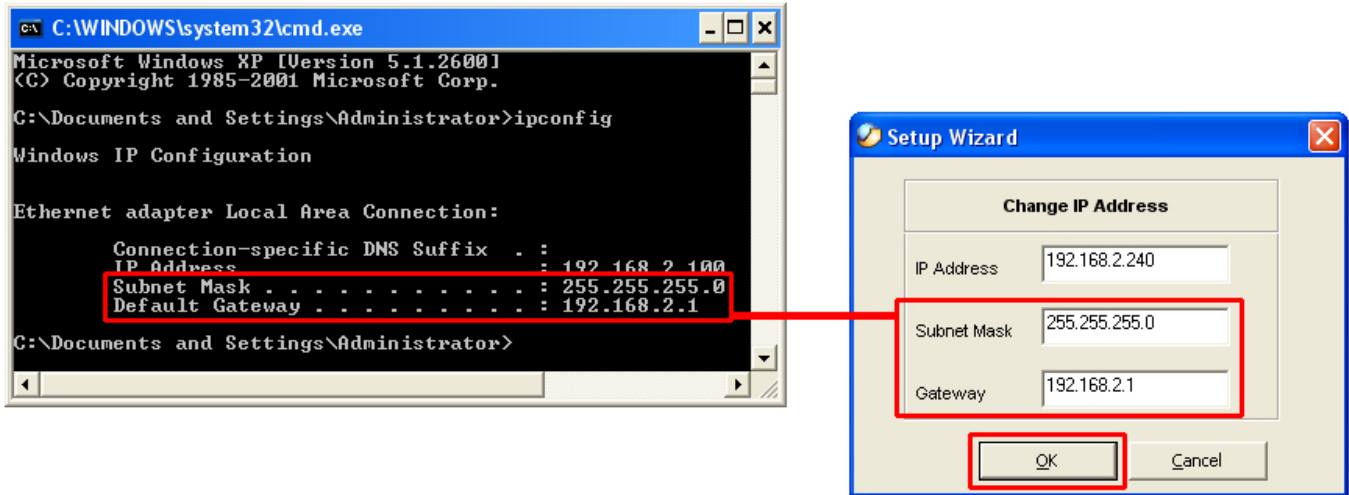 C:\WINDOWS\system32\cmd.exe
Microsoft Windows XP [Version 5.1.2600]
(C) Copyright 1985-2001 Microsoft Corp.
C:\Documents and Settings\Administrator>ipconfig
Windows IP Configuration
Ethernet adapter Local Area Connection:
Connection-specific DNS Suffix . :
IP Address. . . . . . . . . . . . : 192.168.2.100
Subnet Mask . . . . . . . . . . . : 255.255.255.0
Default Gateway . . . . . . . . . : 192.168.2.1
C:\Documents and Settings\Administrator>
Setup Wizard
Change IP Address
IP Address 192.168.2.240
Subnet Mask 255.255.255.0
Gateway 192.168.2.1
OK Cancel